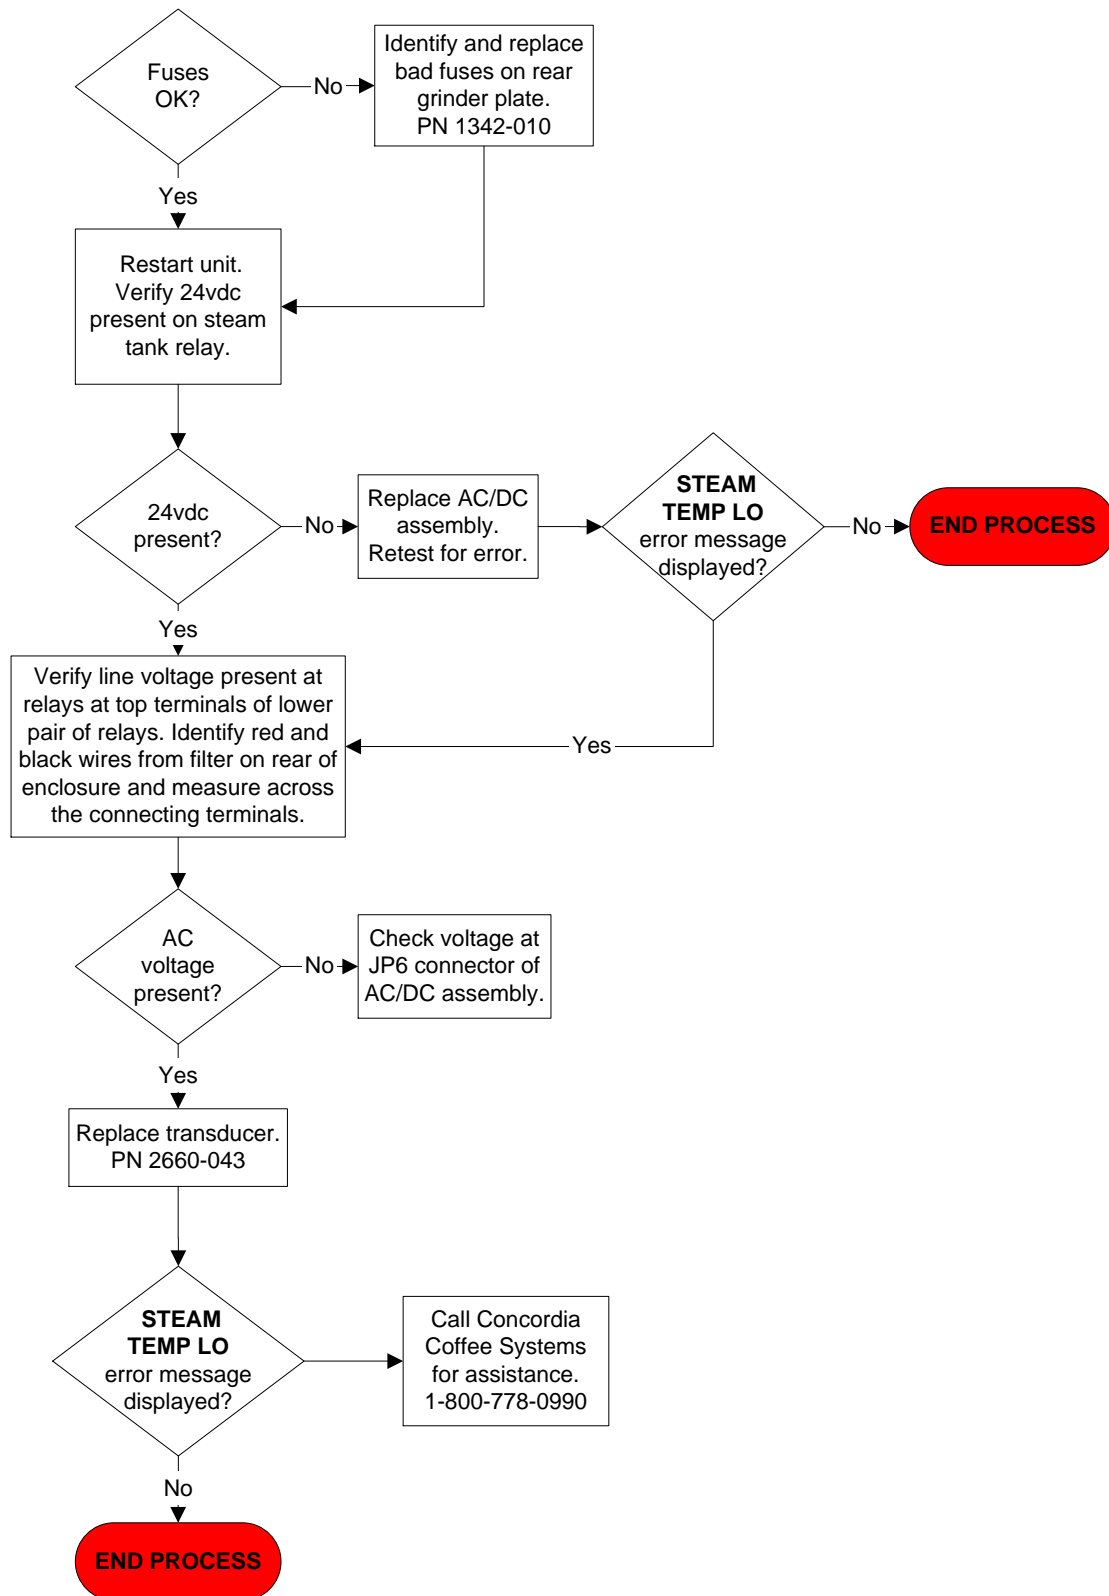 Fuses
OK?
No
Identify and replace
bad fuses on rear
grinder plate.
PN 1342-010
Yes
Restart unit.
Verify 24vdc
present on steam
tank relay.
24vdc
present?
No
Replace AC/DC
assembly.
Retest for error.
STEAM
TEMP LO
error message
displayed?
No
END PROCESS
Yes
Verify line voltage present at
relays at top terminals of lower
pair of relays. Identify red and
black wires from filter on rear of
enclosure and measure across
the connecting terminals.
Yes
AC
voltage
present?
No
Check voltage at
JP6 connector of
AC/DC assembly.
Yes
Replace transducer.
PN 2660-043
STEAM
TEMP LO
error message
displayed?
Call Concordia
Coffee Systems
for assistance.
1-800-778-0990
No
END PROCESS